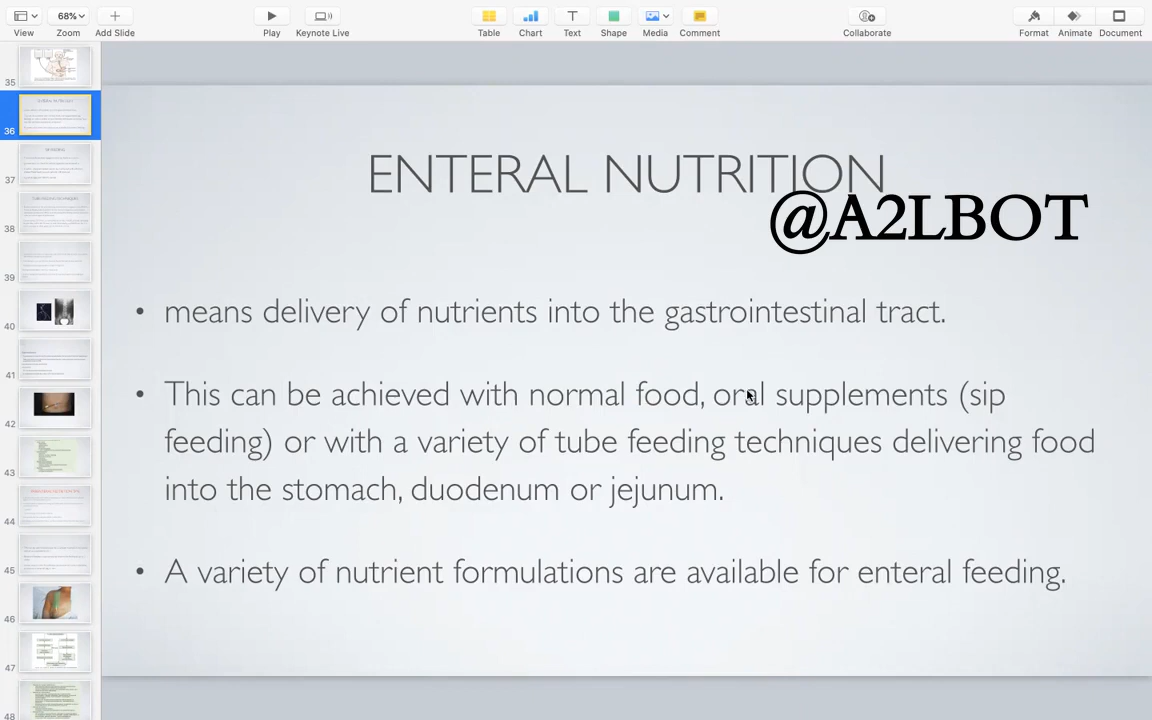 68%
View
Zoom
Add Slide
Play
Keynote Live
Table
Chart
Text
Shape
Media
Comment
Collaborate
Format
Animate
Document
35
36
37
38
39
40
41
42
43
44
45
46
47
48
ENTERAL NUTRITION
@A2LBOT
• means delivery of nutrients into the gastrointestinal tract.
• This can be achieved with normal food, oral supplements (sip
feeding) or with a variety of tube feeding techniques delivering food
into the stomach, duodenum or jejunum.
• A variety of nutrient formulations are available for enteral feeding.